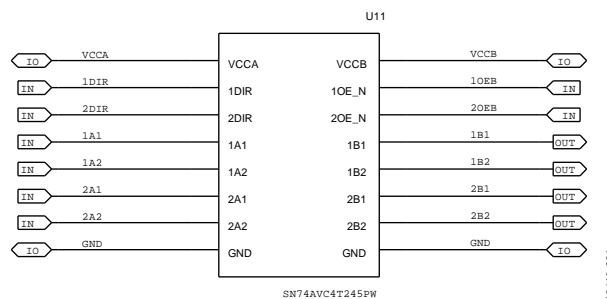 U11
IO VCCA VCCA VCCB VCCB IO
IN 1DIR 1DIR 1OE_N 1OEB IN
IN 2DIR 2DIR 2OE_N 2OEB IN
IN 1A1 1A1 1B1 1B1 OUT
IN 1A2 1A2 1B2 1B2 OUT
IN 2A1 2A1 2B1 2B1 OUT
IN 2A2 2A2 2B2 2B2 OUT
IO GND GND GND GND IO
SN74AVC4T245PW